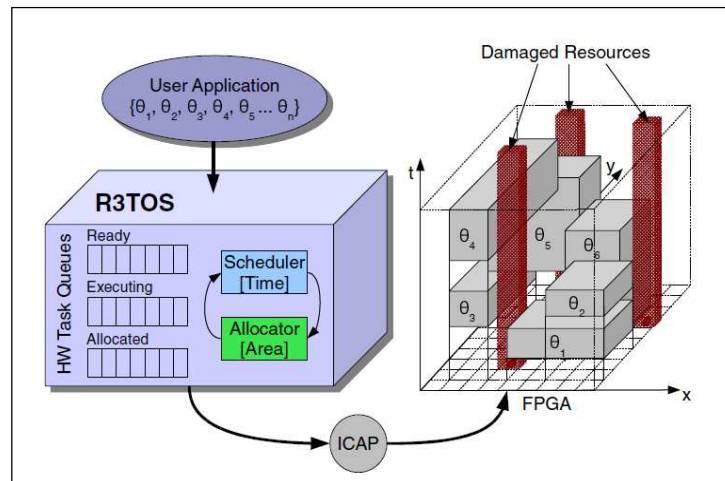 User Application
{θ1, θ2, θ3, θ4, θ5 ... θn}
R3TOS
HW Task Queues
Ready
Executing
Allocated
Scheduler
[Time]
Allocator
[Area]
ICAP
Damaged Resources
t
y
x
θ4
θ5
θ6
θ3
θ2
θ1
FPGA